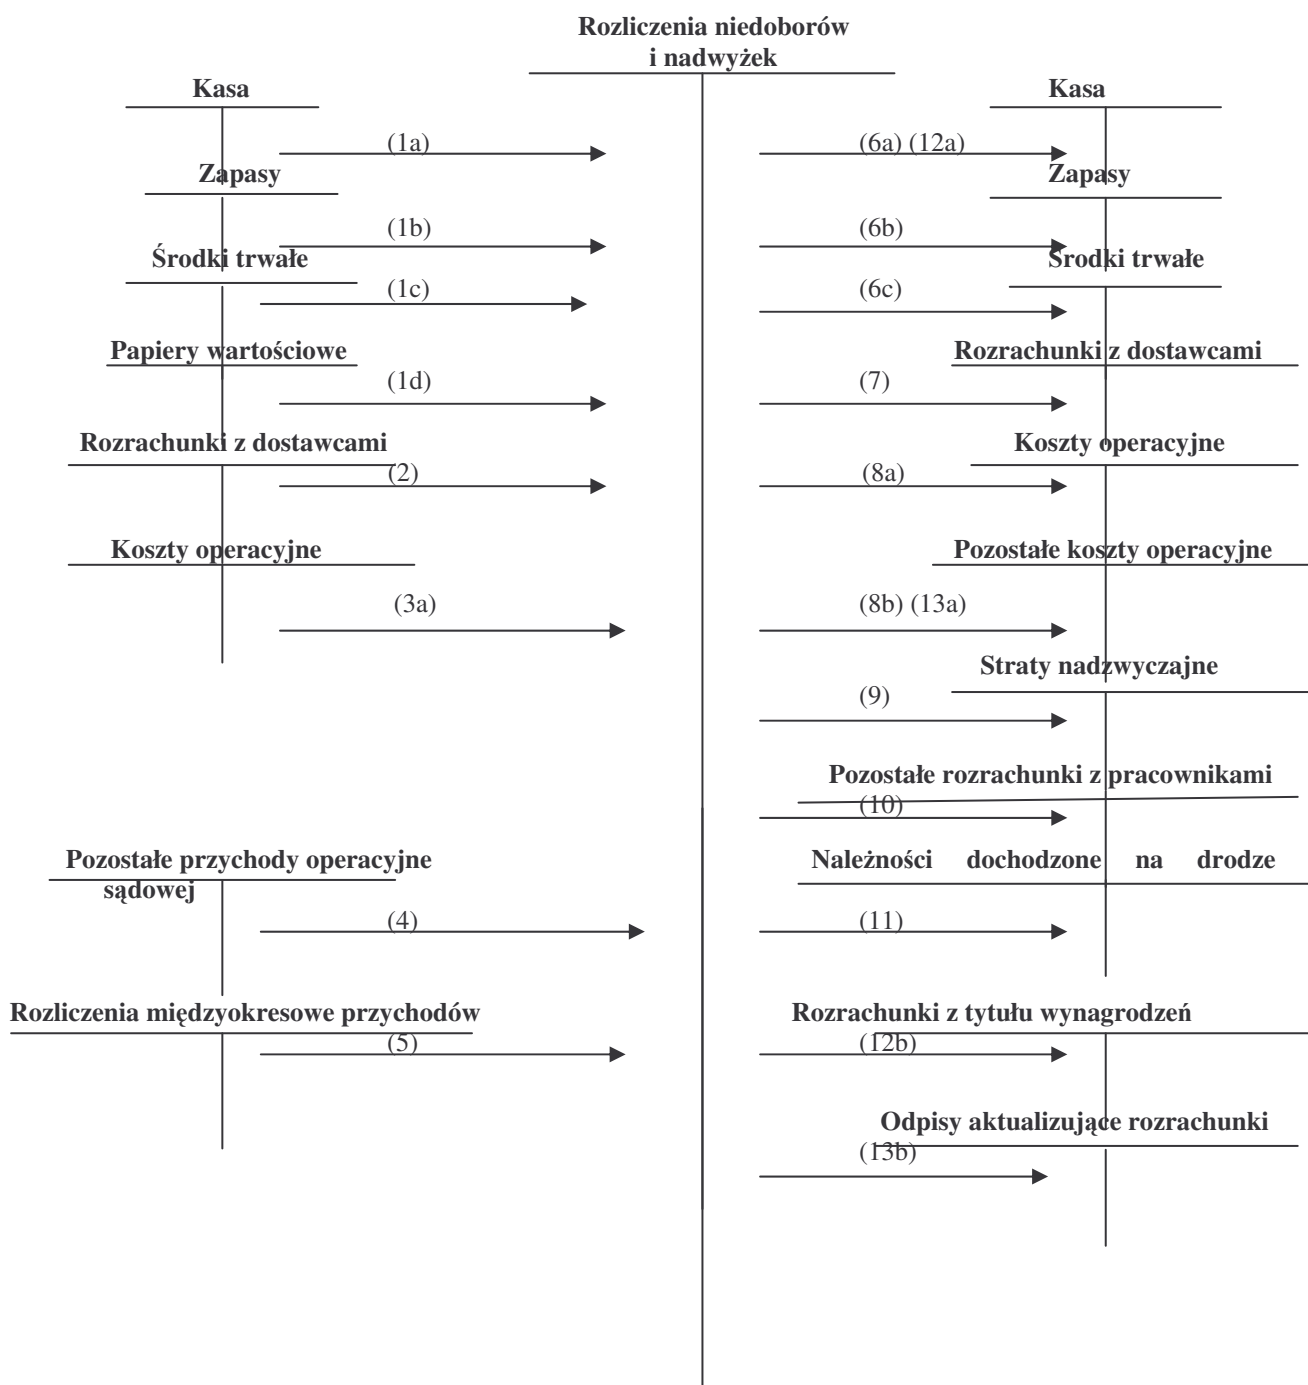 Rozliczenia niedoborów
i nadwyżek
Kasa
Kasa
(1a)
(6a) (12a)
Zapasy
Zapasy
(1b)
(6b)
Środki trwałe
Środki trwałe
(1c)
(6c)
Papiery wartościowe
Rozrachunki z dostawcami
(1d)
(7)
Rozrachunki z dostawcami
Koszty operacyjne
(2)
(8a)
Koszty operacyjne
Pozostałe koszty operacyjne
(3a)
(8b) (13a)
Straty nadzwyczajne
(9)
Pozostałe rozrachunki z pracownikami
(10)
Pozostałe przychody operacyjne
Należności dochodzone na drodze
sądowej
(4)
(11)
Rozliczenia międzyokresowe przychodów
Rozrachunki z tytułu wynagrodzeń
(5)
(12b)
Odpisy aktualizujące rozrachunki
(13b)